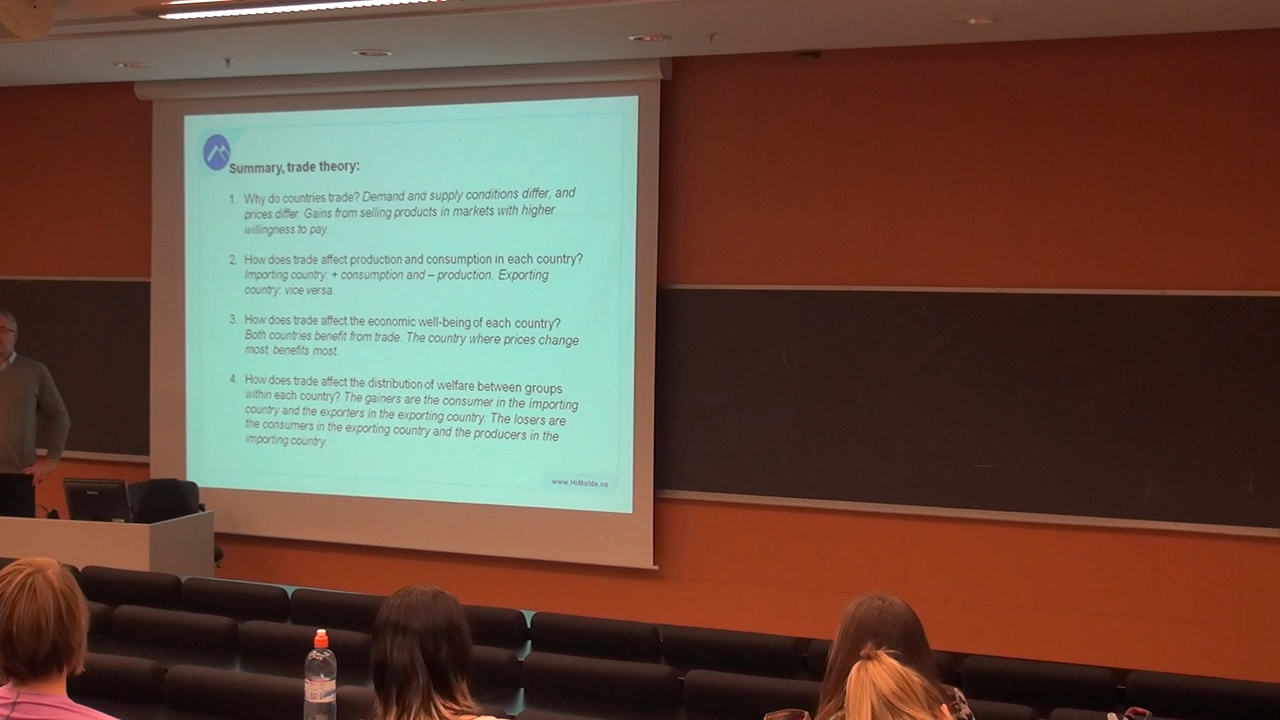 Summary, trade theory:
1. Why do countries trade? Demand and supply conditions differ, and
prices differ. Gains from selling products in markets with higher
willingness to pay.
2. How does trade affect production and consumption in each country?
Importing country: + consumption and – production. Exporting
country: vice versa.
3. How does trade affect the economic well-being of each country?
Both countries benefit from trade. The country where prices change
most, benefits most.
4. How does trade affect the distribution of welfare between groups
within each country? The gainers are the consumer in the importing
country and the exporters in the exporting country. The losers are
the consumers in the exporting country and the producers in the
importing country.
www.HiMolde.no